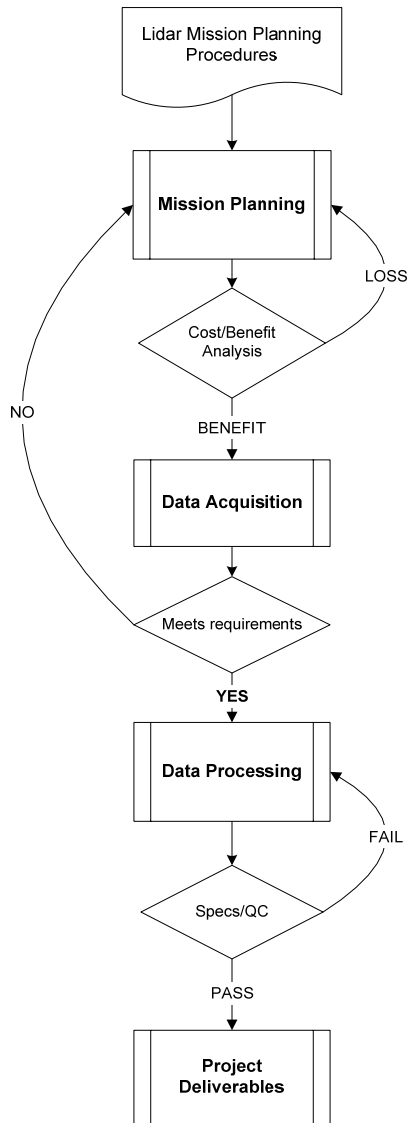 Lidar Mission Planning
Procedures
Mission Planning
LOSS
Cost/Benefit
Analysis
NO
BENEFIT
Data Acquisition
Meets requirements
YES
Data Processing
FAIL
Specs/QC
PASS
Project
Deliverables